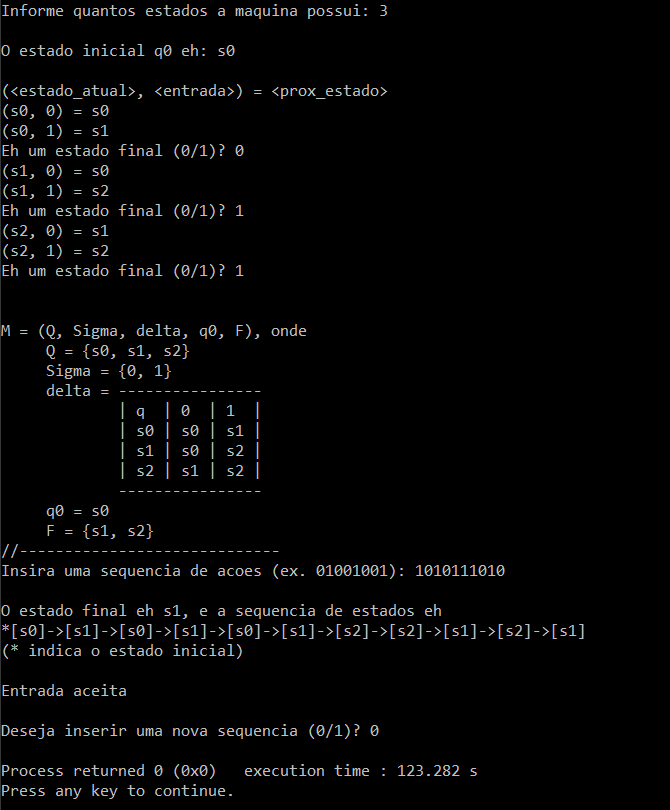 Informe quantos estados a maquina possui: 3
O estado inicial q0 eh: s0
(<estado_atual>, <entrada>) = <prox_estado>
(s0, 0) = s0
(s0, 1) = s1
Eh um estado final (0/1)? 0
(s1, 0) = s0
(s1, 1) = s2
Eh um estado final (0/1)? 1
(s2, 0) = s1
(s2, 1) = s2
Eh um estado final (0/1)? 1
M = (Q, Sigma, delta, q0, F), onde
     Q = {s0, s1, s2}
     Sigma = {0, 1}
     delta = ----------------
             | q  | 0  | 1  |
             | s0 | s0 | s1 |
             | s1 | s0 | s2 |
             | s2 | s1 | s2 |
             ----------------
     q0 = s0
     F = {s1, s2}
//-----------------------------
Insira uma sequencia de acoes (ex. 01001001): 1010111010
O estado final eh s1, e a sequencia de estados eh
*[s0]->[s1]->[s0]->[s1]->[s0]->[s1]->[s2]->[s2]->[s1]->[s2]->[s1]
(* indica o estado inicial)
Entrada aceita
Deseja inserir uma nova sequencia (0/1)? 0
Process returned 0 (0x0)   execution time : 123.282 s
Press any key to continue.